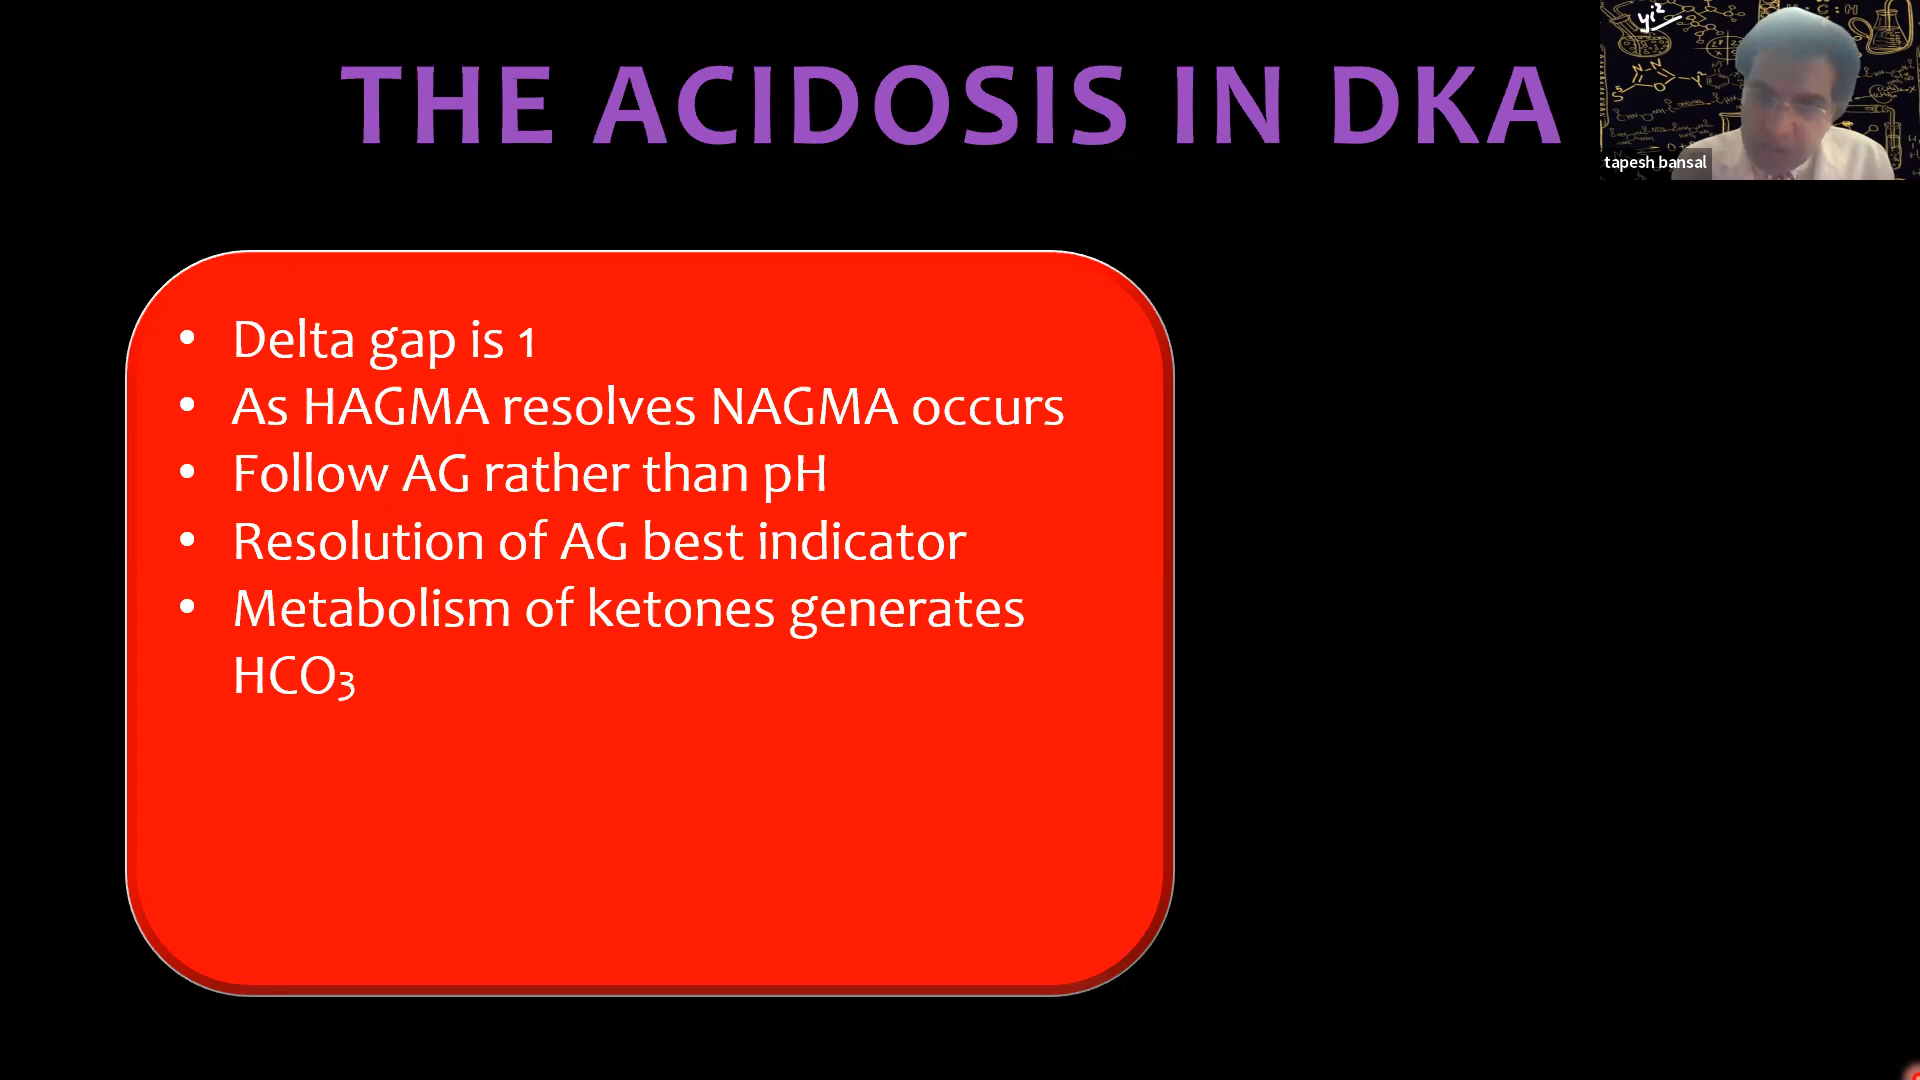 THE ACIDOSIS IN DKA
yi²
tapesh bansal
• Delta gap is 1
• As HAGMA resolves NAGMA occurs
• Follow AG rather than pH
• Resolution of AG best indicator
• Metabolism of ketones generates
HCO3